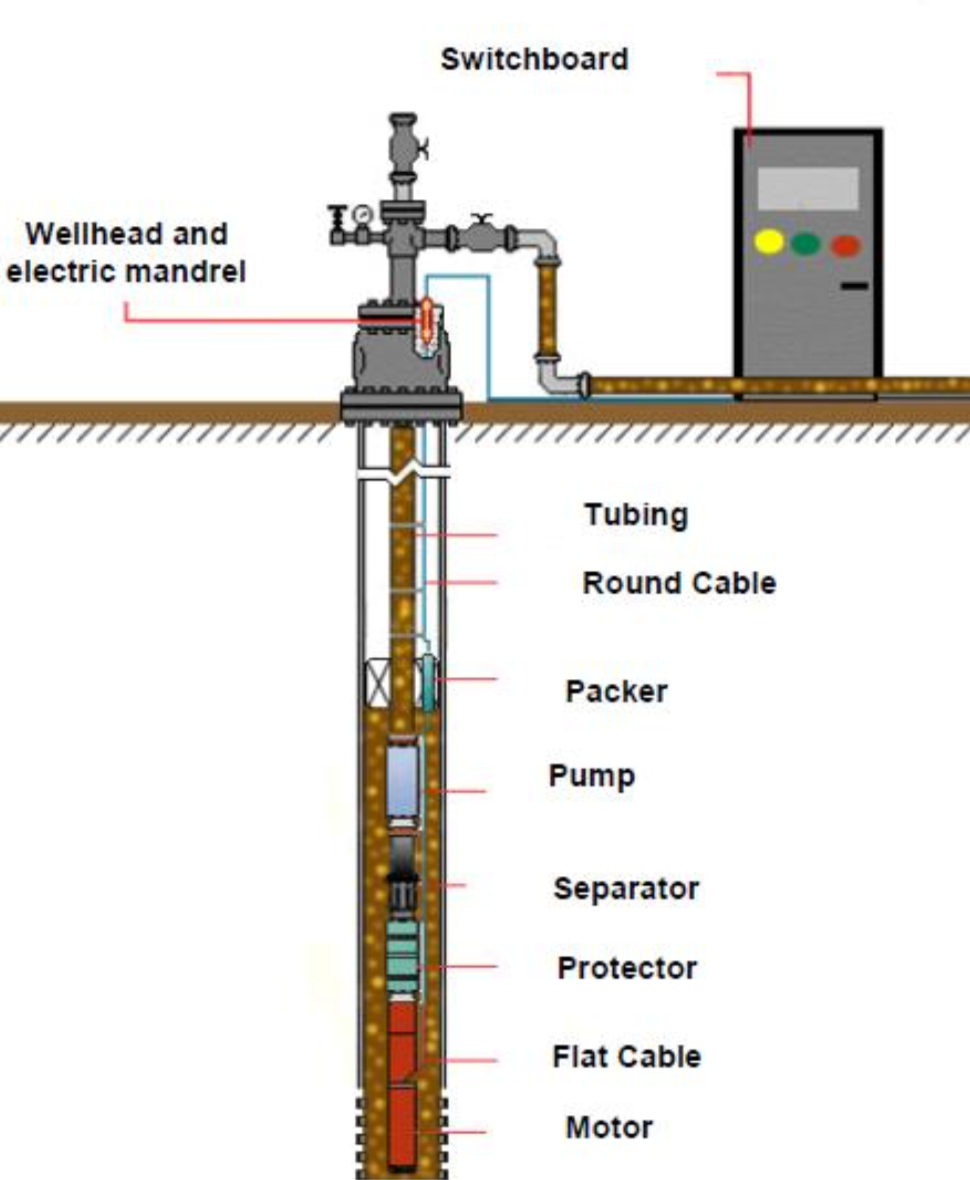 Switchboard
Wellhead and
electric mandrel
Tubing
Round Cable
Packer
Pump
Separator
Protector
Flat Cable
Motor